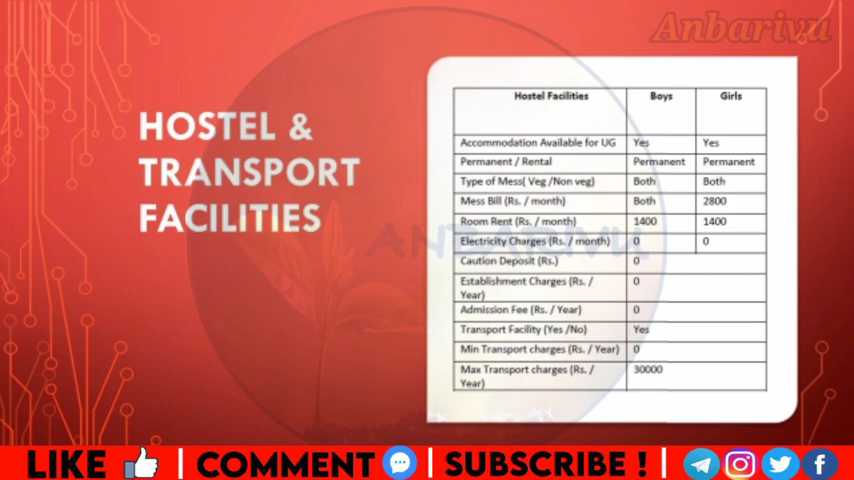 Anbarivu
HOSTEL &
TRANSPORT
FACILITIES
Hostel Facilities Boys Girls
Accommodation Available for UG Yes Yes
Permanent / Rental Permanent Permanent
Type of Mess( Veg /Non veg) Both Both
Mess Bill (Rs. / month) Both 2800
Room Rent (Rs. / month) 1400 1400
Electricity Charges (Rs. / month) 0 0
Caution Deposit (Rs.) 0
Establishment Charges (Rs. /
Year) 0
Admission Fee (Rs. / Year) 0
Transport Facility (Yes /No) Yes
Min Transport charges (Rs. / Year) 0
Max Transport charges (Rs. /
Year) 30000
ANBARIVU
LIKE | COMMENT | SUBSCRIBE ! |